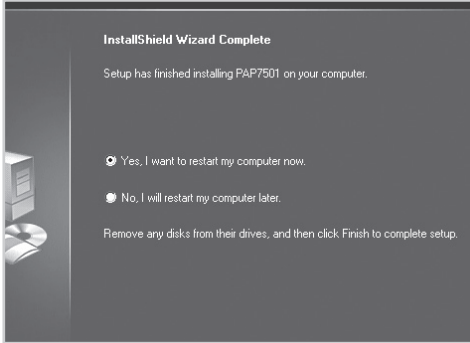 InstallShield Wizard Complete
Setup has finished installing PAP7501 on your computer.
Yes, I want to restart my computer now.
No, I will restart my computer later.
Remove any disks from their drives, and then click Finish to complete setup.